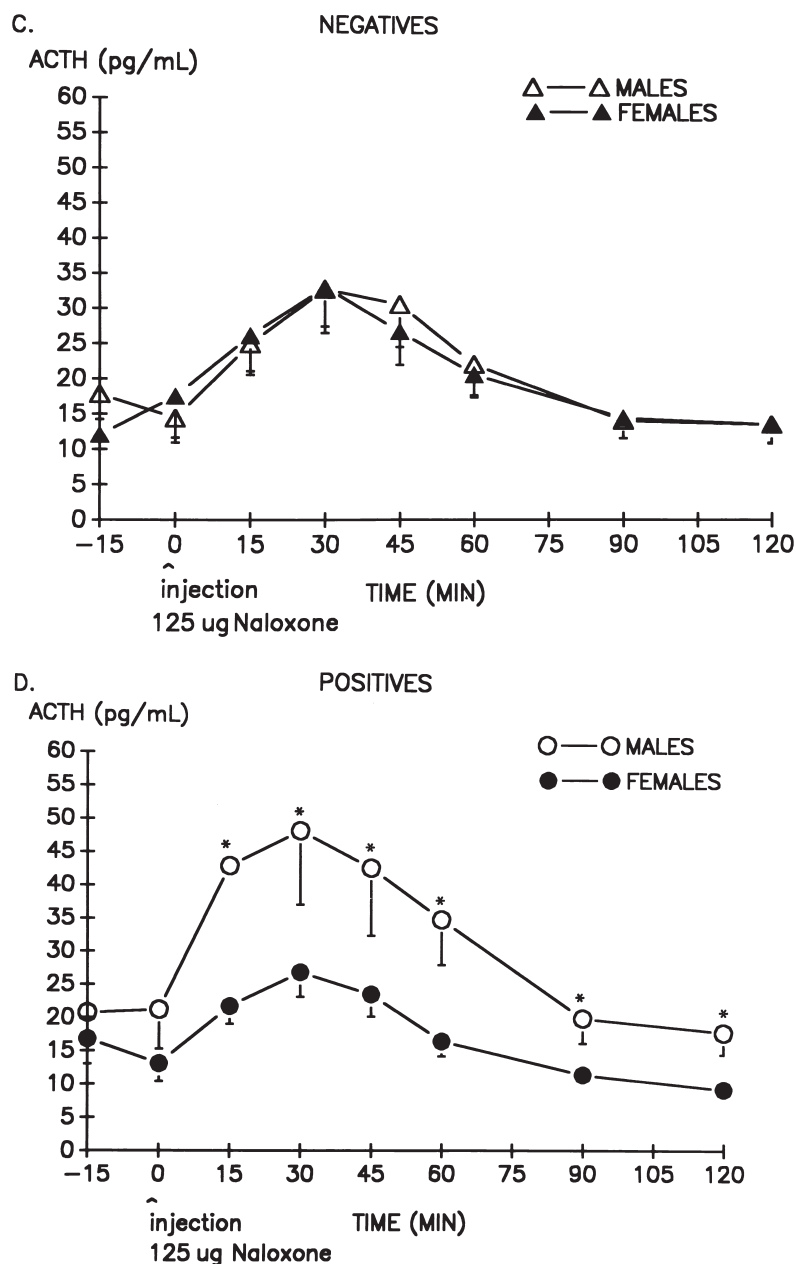 C.
NEGATIVES
ACTH (pg/mL)
MALES
FEMALES
60
55
50
45
40
35
30
25
20
15
10
5
0
-15 0 15 30 45 60 75 90 105 120
^
injection
TIME (MIN)
125 ug Naloxone
D.
POSITIVES
ACTH (pg/mL)
MALES
FEMALES
60
55
50
45
40
35
30
25
20
15
10
5
0
* * * * * *
-15 0 15 30 45 60 75 90 105 120
^
injection
TIME (MIN)
125 ug Naloxone